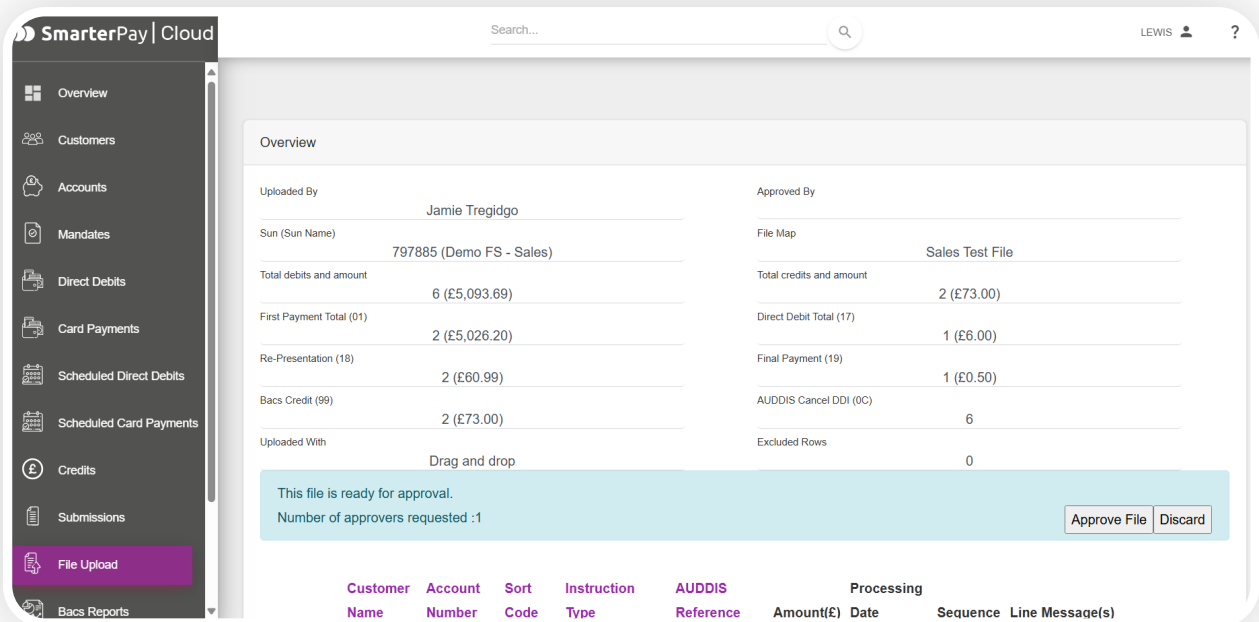 SmarterPay | Cloud
Search...
LEWIS
?
Overview
Customers
Accounts
Mandates
Direct Debits
Card Payments
Scheduled Direct Debits
Scheduled Card Payments
Credits
Submissions
File Upload
Bacs Reports
Overview
Uploaded By
Jamie Tregidgo
Approved By
Sun (Sun Name)
797885 (Demo FS - Sales)
File Map
Sales Test File
Total debits and amount
6 (£5,093.69)
Total credits and amount
2 (£73.00)
First Payment Total (01)
2 (£5,026.20)
Direct Debit Total (17)
1 (£6.00)
Re-Presentation (18)
2 (£60.99)
Final Payment (19)
1 (£0.50)
Bacs Credit (99)
2 (£73.00)
AUDDIS Cancel DDI (0C)
6
Uploaded With
Drag and drop
Excluded Rows
0
This file is ready for approval.
Number of approvers requested :1
Approve File Discard
Customer Account Sort Instruction AUDDIS Processing
Name Number Code Type Reference Amount(£) Date Sequence Line Message(s)